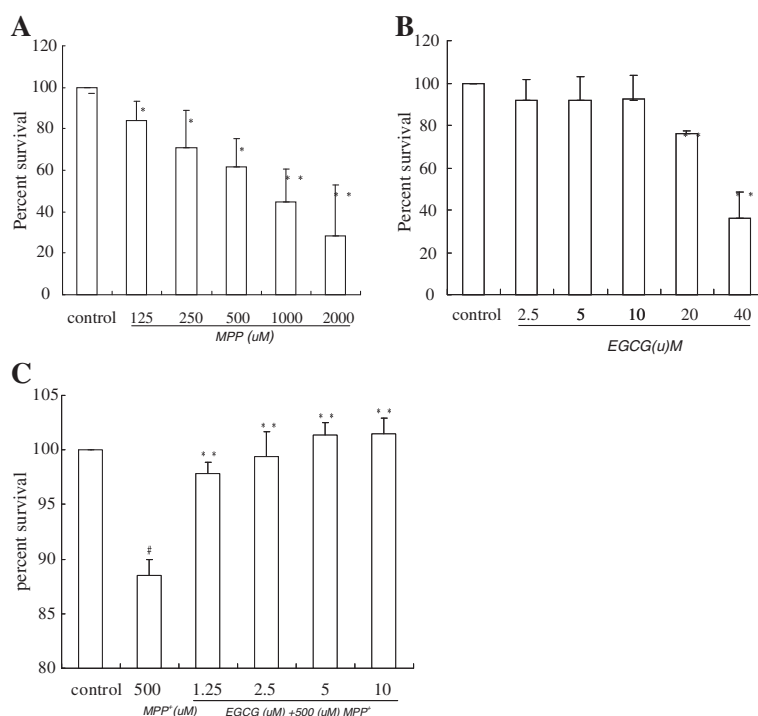 A
120
100
80
60
40
20
0
Percent survival
*
*
*
* *
* *
control 125 250 500 1000 2000
MPP (uM)
B
120
100
80
60
40
20
0
Percent survival
* *
* *
control 2.5 5 10 20 40
EGCG(u)M
C
105
100
95
90
85
80
percent survival
#
* *
* *
* *
* *
control 500 1.25 2.5 5 10
MPP⁺(uM) EGCG (uM) +500 (uM) MPP⁺